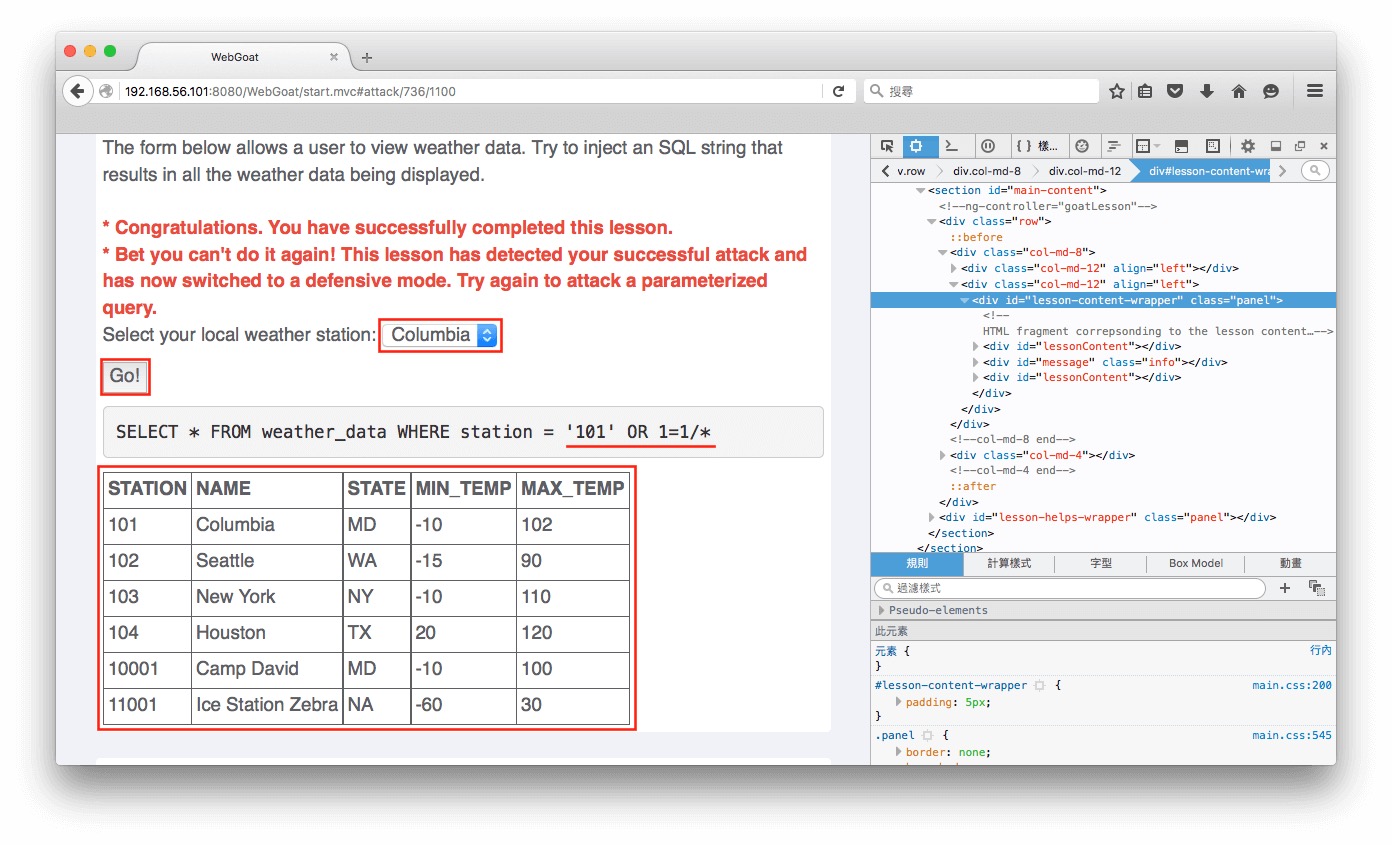 WebGoat
192.168.56.101:8080/WebGoat/start.mvc#attack/736/1100
搜尋
The form below allows a user to view weather data. Try to inject an SQL string that
results in all the weather data being displayed.
* Congratulations. You have successfully completed this lesson.
* Bet you can't do it again! This lesson has detected your successful attack and
has now switched to a defensive mode. Try again to attack a parameterized
query.
Select your local weather station: Columbia
Go!
SELECT * FROM weather_data WHERE station = '101' OR 1=1/*
STATION NAME STATE MIN_TEMP MAX_TEMP
101 Columbia MD -10 102
102 Seattle WA -15 90
103 New York NY -10 110
104 Houston TX 20 120
10001 Camp David MD -10 100
11001 Ice Station Zebra NA -60 30
{ } 樣...
v.row div.col-md-8 div.col-md-12 div#lesson-content-wra
<section id="main-content">
<!--ng-controller="goatLesson"-->
<div class="row">
::before
<div class="col-md-8">
<div class="col-md-12" align="left"></div>
<div class="col-md-12" align="left">
<div id="lesson-content-wrapper" class="panel">
<!--
HTML fragment correpsonding to the lesson content…-->
<div id="lessonContent"></div>
<div id="message" class="info"></div>
<div id="lessonContent"></div>
</div>
</div>
</div>
<!--col-md-8 end-->
<div class="col-md-4"></div>
<!--col-md-4 end-->
::after
</div>
<div id="lesson-helps-wrapper" class="panel"></div>
</section>
</section>
規則 計算樣式 字型 Box Model 動畫
過濾樣式
Pseudo-elements
此元素
元素 { 行內
}
#lesson-content-wrapper { main.css:200
padding: 5px;
}
.panel { main.css:545
border: none;